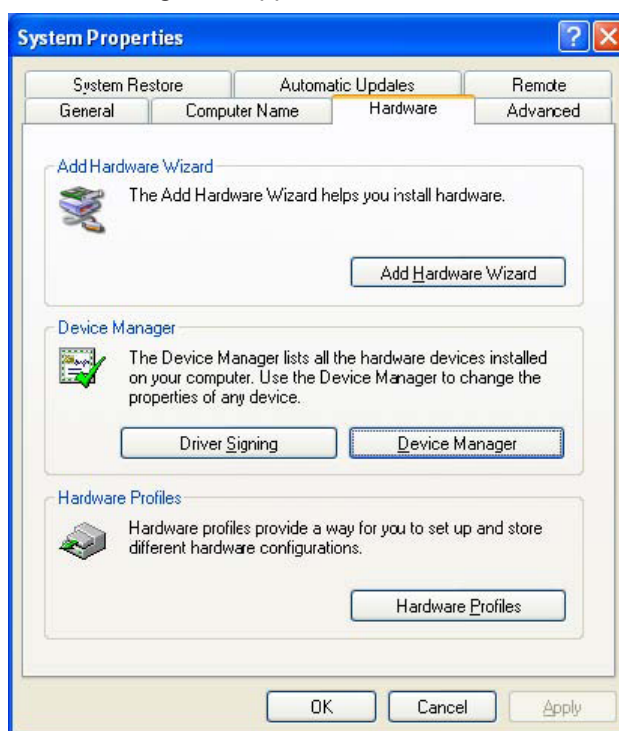 System Properties
System Restore Automatic Updates Remote
General Computer Name Hardware Advanced
Add Hardware Wizard
The Add Hardware Wizard helps you install hardware.
Add Hardware Wizard
Device Manager
The Device Manager lists all the hardware devices installed
on your computer. Use the Device Manager to change the
properties of any device.
Driver Signing Device Manager
Hardware Profiles
Hardware profiles provide a way for you to set up and store
different hardware configurations.
Hardware Profiles
OK Cancel Apply